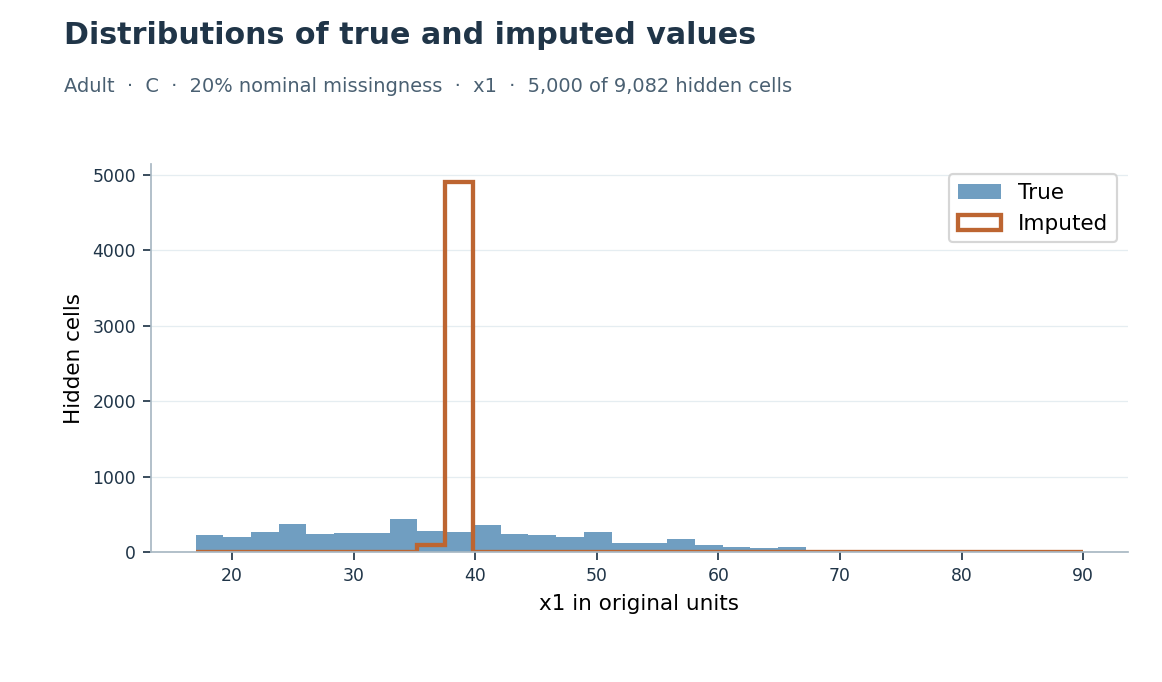 Distributions of true and imputed values
Adult · C · 20% nominal missingness · x1 · 5,000 of 9,082 hidden cells
5000
4000
3000
2000
1000
0
Hidden cells
True
Imputed
20 30 40 50 60 70 80 90
x1 in original units